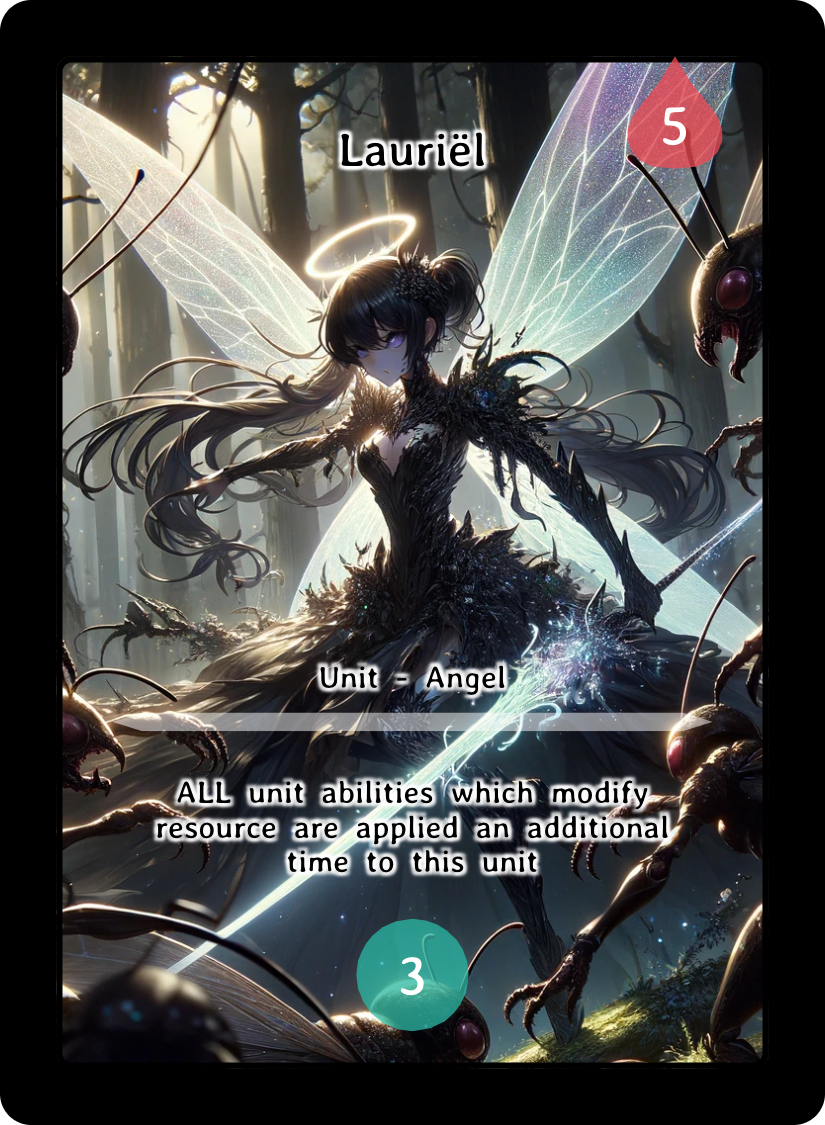 5
Lauriël
Unit - Angel
ALL unit abilities which modify
resource are applied an additional
time to this unit
3